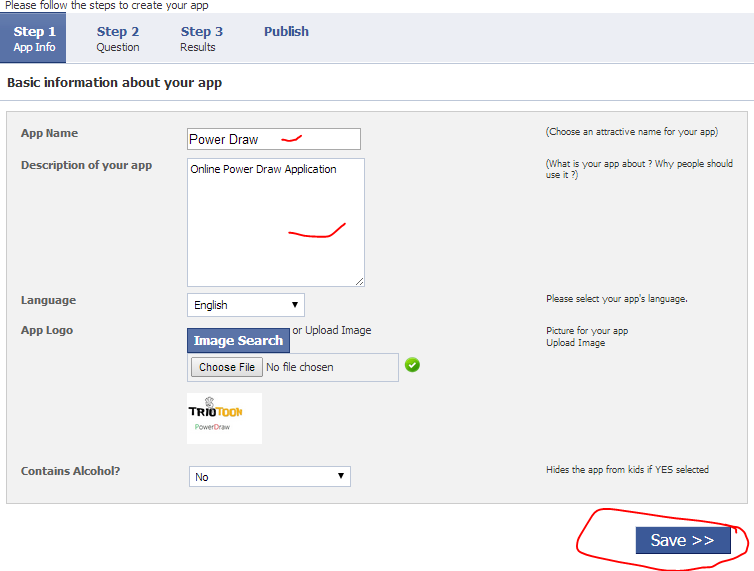 Please follow the steps to create your app
Step 1 Step 2 Step 3 Publish
App Info Question Results
Basic information about your app
App Name Power Draw (Choose an attractive name for your app)
Description of your app Online Power Draw Application (What is your app about ? Why people should
use it ?)
Language English Please select your app's language.
App Logo Image Search or Upload Image Picture for your app
Upload Image
Choose File No file chosen
TRIOTOON
PowerDraw
Contains Alcohol? No Hides the app from kids if YES selected
Save >>